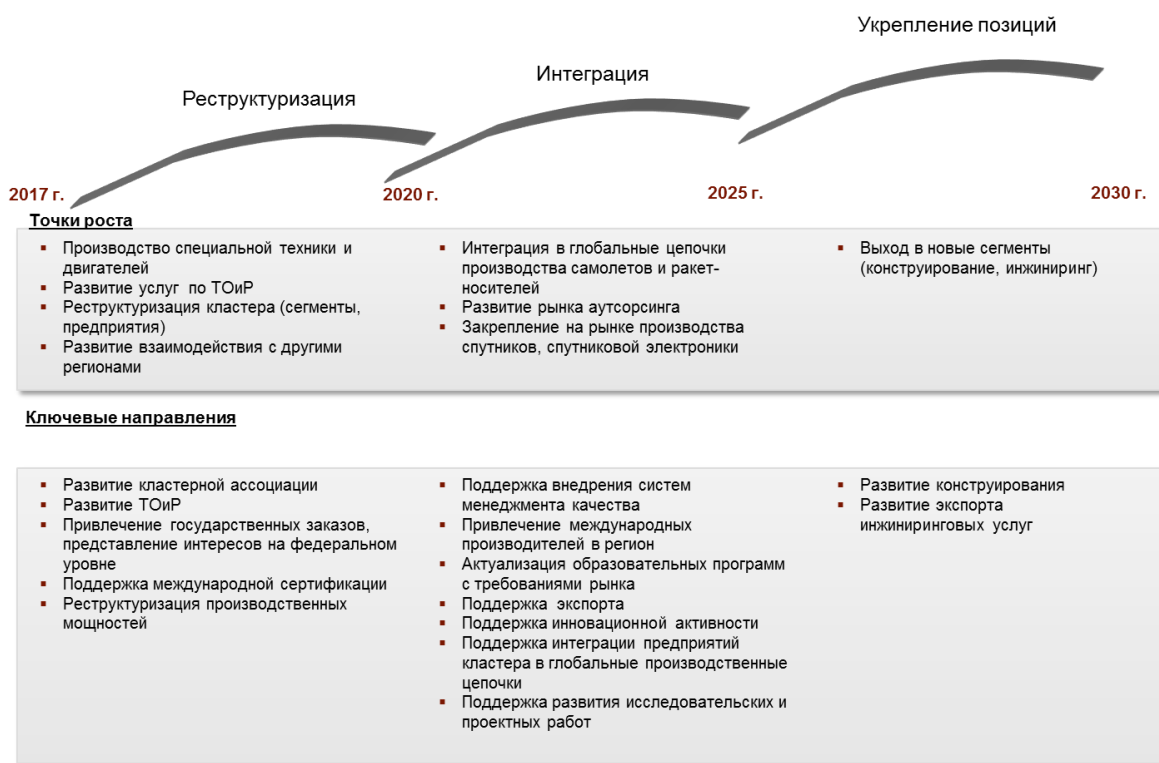 Укрепление позиций
Интеграция
Реструктуризация
2017 г.
2020 г.
2025 г.
2030 г.
Точки роста
▪ Производство специальной техники и
двигателей
▪ Развитие услуг по ТОиР
▪ Реструктуризация кластера (сегменты,
предприятия)
▪ Развитие взаимодействия с другими
регионами
▪ Интеграция в глобальные цепочки
производства самолетов и ракет-
носителей
▪ Развитие рынка аутсорсинга
▪ Закрепление на рынке производства
спутников, спутниковой электроники
▪ Выход в новые сегменты
(конструирование, инжиниринг)
Ключевые направления
▪ Развитие кластерной ассоциации
▪ Развитие ТОиР
▪ Привлечение государственных заказов,
представление интересов на федеральном
уровне
▪ Поддержка международной сертификации
▪ Реструктуризация производственных
мощностей
▪ Поддержка внедрения систем
менеджмента качества
▪ Привлечение международных
производителей в регион
▪ Актуализация образовательных программ
с требованиями рынка
▪ Поддержка экспорта
▪ Поддержка инновационной активности
▪ Поддержка интеграции предприятий
кластера в глобальные производственные
цепочки
▪ Поддержка развития исследовательских и
проектных работ
▪ Развитие конструирования
▪ Развитие экспорта
инжиниринговых услуг